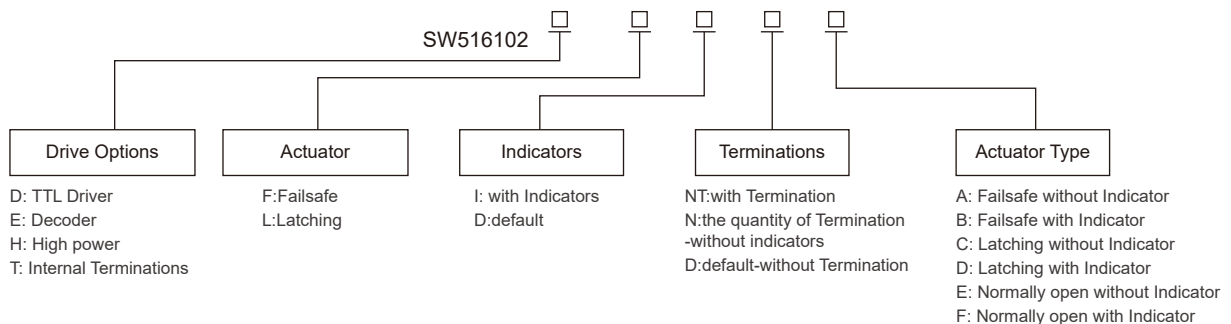 SW516102
Drive Options
D: TTL Driver
E: Decoder
H: High power
T: Internal Terminations
Actuator
F:Failsafe
L:Latching
Indicators
I: with Indicators
D:default
Terminations
NT:with Termination
N:the quantity of Termination
-without indicators
D:default-without Termination
Actuator Type
A: Failsafe without Indicator
B: Failsafe with Indicator
C: Latching without Indicator
D: Latching with Indicator
E: Normally open without Indicator
F: Normally open with Indicator